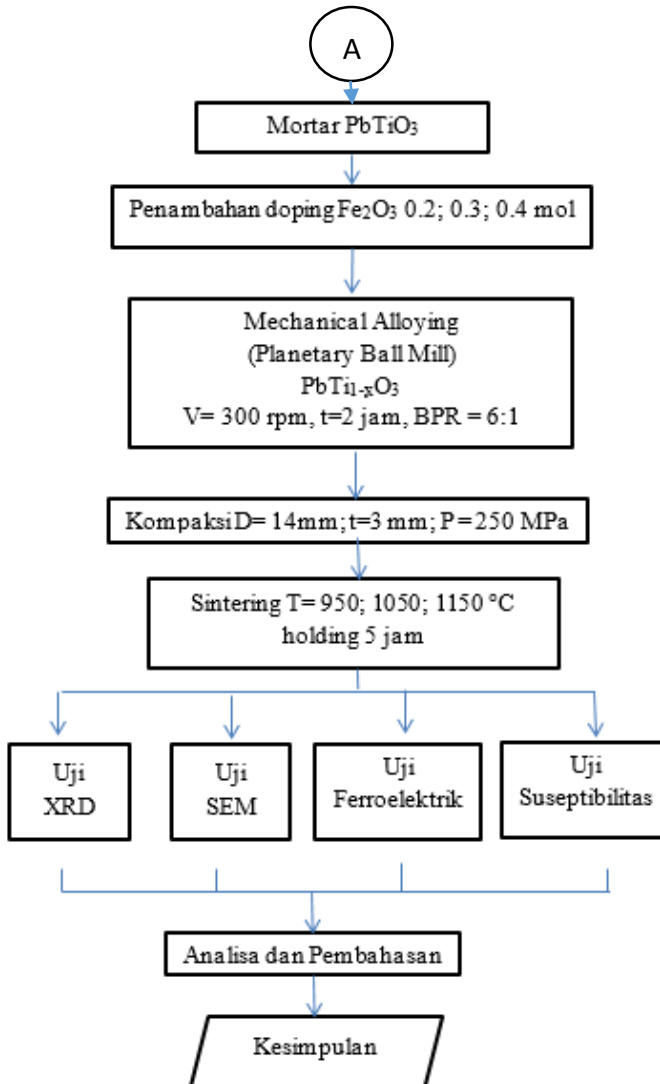 A
Mortar PbTiO₃
Penambahan doping Fe₂O₃ 0.2; 0.3; 0.4 mol
Mechanical Alloying
(Planetary Ball Mill)
PbTi₁₋ₓO₃
V= 300 rpm, t=2 jam, BPR = 6:1
Kompaksi D= 14mm; t=3 mm; P = 250 MPa
Sintering T= 950; 1050; 1150 °C
holding 5 jam
Uji
XRD
Uji
SEM
Uji
Ferroelektrik
Uji
Suseptibilitas
Analisa dan Pembahasan
Kesimpulan